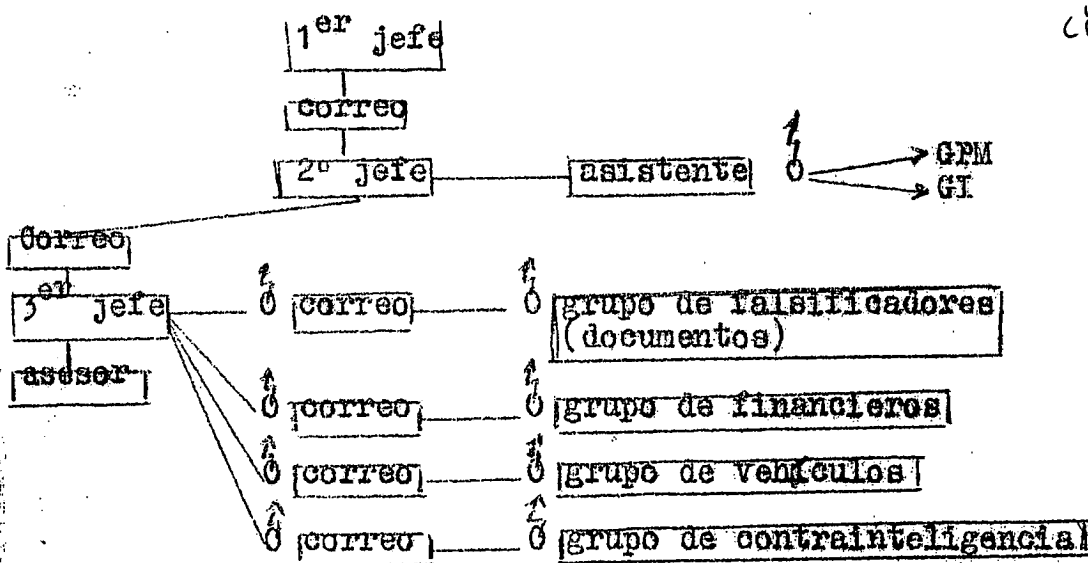 1er jefe
correo
2º jefe asistente GPM
GI
Correo
3er jefe correo grupo de falsificadores
(documentos)
asesor
correo grupo de financieros
correo grupo de vehículos
correo grupo de contrainteligencia